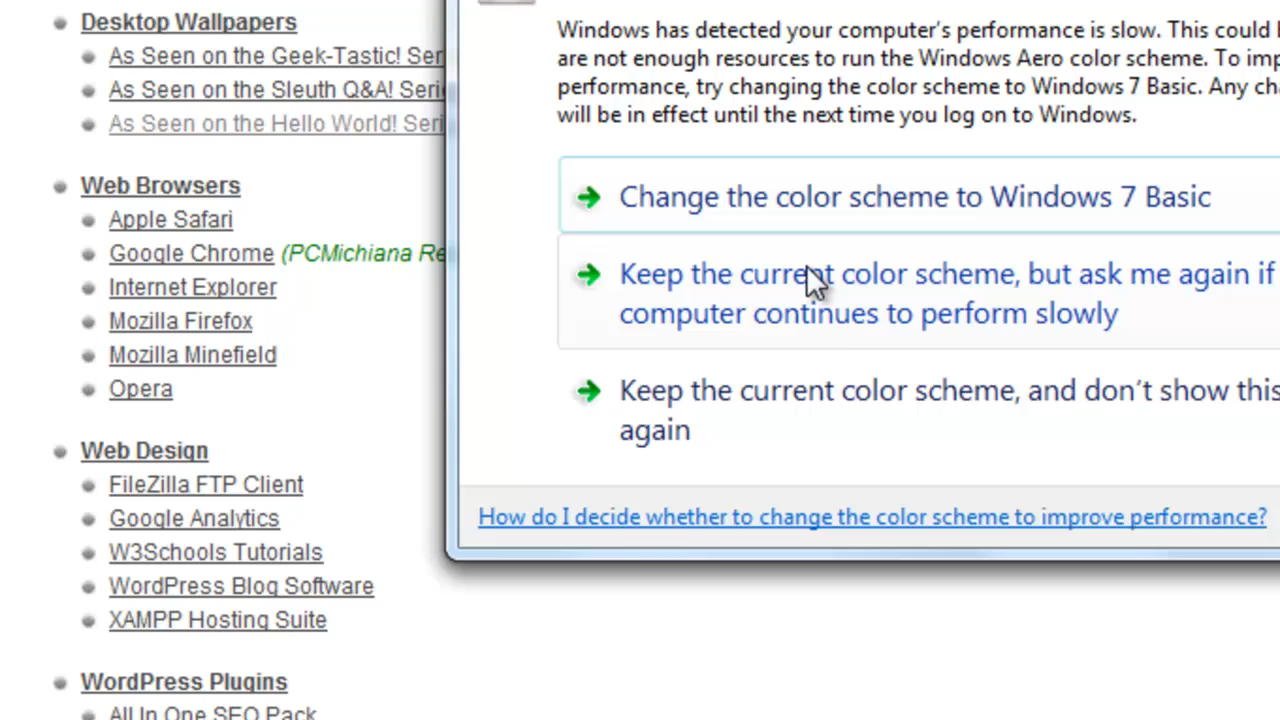 Desktop Wallpapers
As Seen on the Geek-Tastic! Ser
As Seen on the Sleuth Q&A! Seri
As Seen on the Hello World! Seri
Web Browsers
Apple Safari
Google Chrome (PCMichiana Re
Internet Explorer
Mozilla Firefox
Mozilla Minefield
Opera
Web Design
FileZilla FTP Client
Google Analytics
W3Schools Tutorials
WordPress Blog Software
XAMPP Hosting Suite
WordPress Plugins
All In One SEO Pack
Windows has detected your computer's performance is slow. This could
are not enough resources to run the Windows Aero color scheme. To imp
performance, try changing the color scheme to Windows 7 Basic. Any cha
will be in effect until the next time you log on to Windows.
Change the color scheme to Windows 7 Basic
Keep the current color scheme, but ask me again if
computer continues to perform slowly
Keep the current color scheme, and don't show this
again
How do I decide whether to change the color scheme to improve performance?